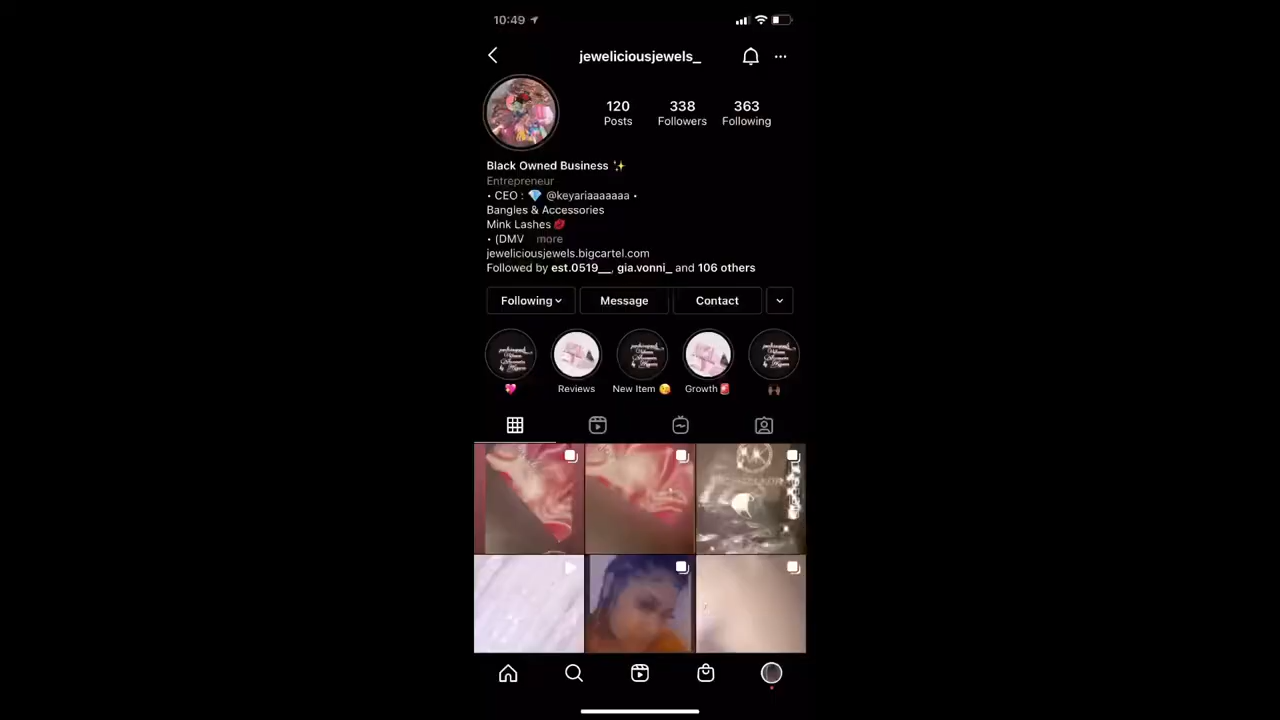 10:49
jeweliciousjewels_
120 338 363
Posts Followers Following
Black Owned Business ✨
Entrepreneur
• CEO : 💎 @keyariaaaaaaa •
Bangles & Accessories
Mink Lashes 💋
• (DMV more
jeweliciousjewels.bigcartel.com
Followed by est.0519__, gia.vonni_ and 106 others
Following Message Contact
💖 Reviews New Item 😘 Growth🚨 🙌🏿
MK